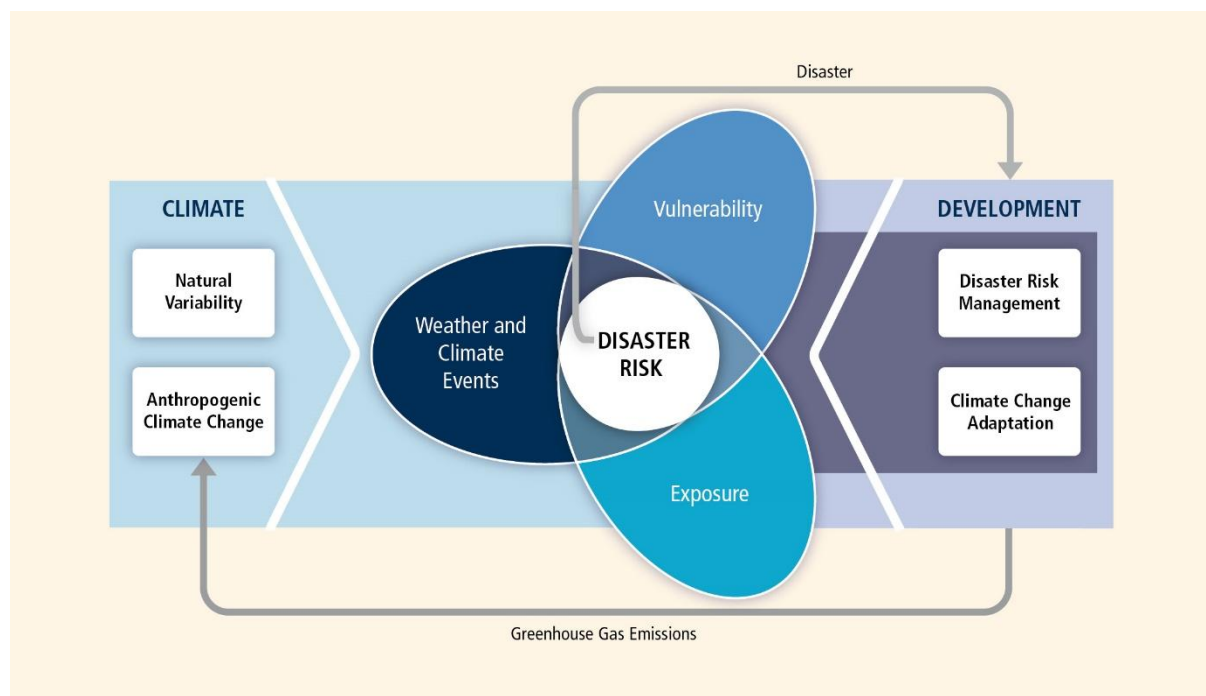 Disaster
CLIMATE
Natural
Variability
Anthropogenic
Climate Change
Weather and
Climate
Events
Vulnerability
DISASTER
RISK
Exposure
DEVELOPMENT
Disaster Risk
Management
Climate Change
Adaptation
Greenhouse Gas Emissions